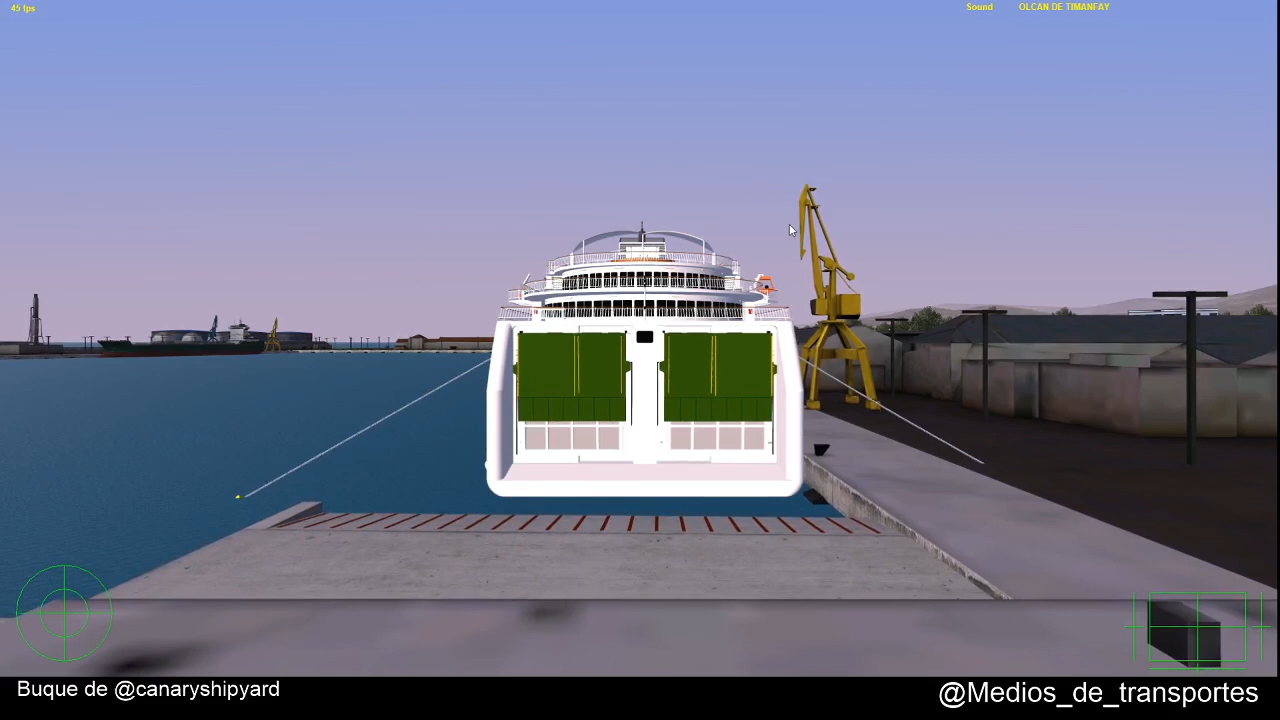 45 fps
Sound OLCAN DE TIMANFAY
Buque de @canaryshipyard
@Medios_de_transportes